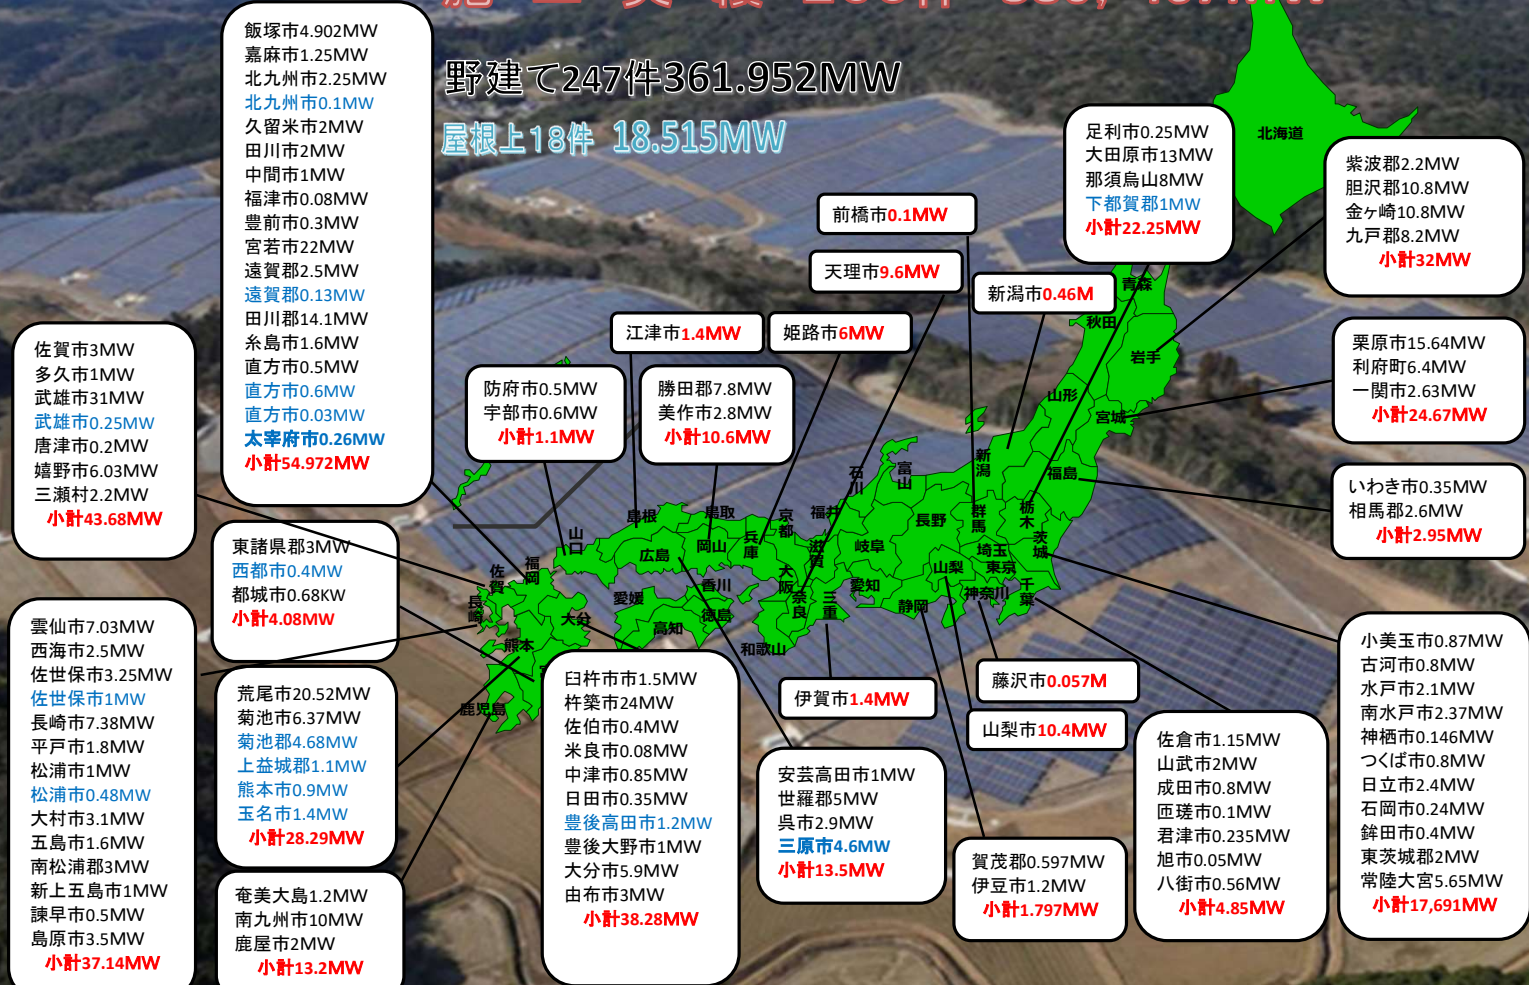 野建て247件361.952MW
屋根上18件 18.515MW
飯塚市4.902MW
嘉麻市1.25MW
北九州市2.25MW
北九州市0.1MW
久留米市2MW
田川市2MW
中間市1MW
福津市0.08MW
豊前市0.3MW
宮若市22MW
遠賀郡2.5MW
遠賀郡0.13MW
田川郡14.1MW
糸島市1.6MW
直方市0.5MW
直方市0.6MW
直方市0.03MW
太宰府市0.26MW
小計54.972MW
足利市0.25MW
大田原市13MW
那須烏山8MW
下都賀郡1MW
小計22.25MW
紫波郡2.2MW
胆沢郡10.8MW
金ヶ崎10.8MW
九戸郡8.2MW
小計32MW
前橋市0.1MW
天理市9.6MW
新潟市0.46M
江津市1.4MW
姫路市6MW
佐賀市3MW
多久市1MW
武雄市31MW
武雄市0.25MW
唐津市0.2MW
嬉野市6.03MW
三瀬村2.2MW
小計43.68MW
防府市0.5MW
宇部市0.6MW
小計1.1MW
勝田郡7.8MW
美作市2.8MW
小計10.6MW
栗原市15.64MW
利府町6.4MW
一関市2.63MW
小計24.67MW
いわき市0.35MW
相馬郡2.6MW
小計2.95MW
東諸県郡3MW
西都市0.4MW
都城市0.68KW
小計4.08MW
雲仙市7.03MW
西海市2.5MW
佐世保市3.25MW
佐世保市1MW
長崎市7.38MW
平戸市1.8MW
松浦市1MW
松浦市0.48MW
大村市3.1MW
五島市1.6MW
南松浦郡3MW
新上五島市1MW
諫早市0.5MW
島原市3.5MW
小計37.14MW
荒尾市20.52MW
菊池市6.37MW
菊池郡4.68MW
上益城郡1.1MW
熊本市0.9MW
玉名市1.4MW
小計28.29MW
奄美大島1.2MW
南九州市10MW
鹿屋市2MW
小計13.2MW
臼杵市市1.5MW
杵築市24MW
佐伯市0.4MW
米良市0.08MW
中津市0.85MW
日田市0.35MW
豊後高田市1.2MW
豊後大野市1MW
大分市5.9MW
由布市3MW
小計38.28MW
伊賀市1.4MW
安芸高田市1MW
世羅郡5MW
呉市2.9MW
三原市4.6MW
小計13.5MW
藤沢市0.057M
山梨市10.4MW
賀茂郡0.597MW
伊豆市1.2MW
小計1.797MW
佐倉市1.15MW
山武市2MW
成田市0.8MW
匝瑳市0.1MW
君津市0.235MW
旭市0.05MW
八街市0.56MW
小計4.85MW
小美玉市0.87MW
古河市0.8MW
水戸市2.1MW
南水戸市2.37MW
神栖市0.146MW
つくば市0.8MW
日立市2.4MW
石岡市0.24MW
鉾田市0.4MW
東茨城郡2MW
常陸大宮5.65MW
小計17,691MW
北海道
青森
秋田
岩手
山形
宮城
福島
新潟
富山
石川
福井
長野
群馬
栃木
茨城
埼玉
東京
千葉
神奈川
山梨
静岡
愛知
岐阜
三重
滋賀
京都
大阪
奈良
和歌山
兵庫
鳥取
岡山
島根
広島
山口
香川
徳島
愛媛
高知
福岡
佐賀
長崎
大分
熊本
鹿児島